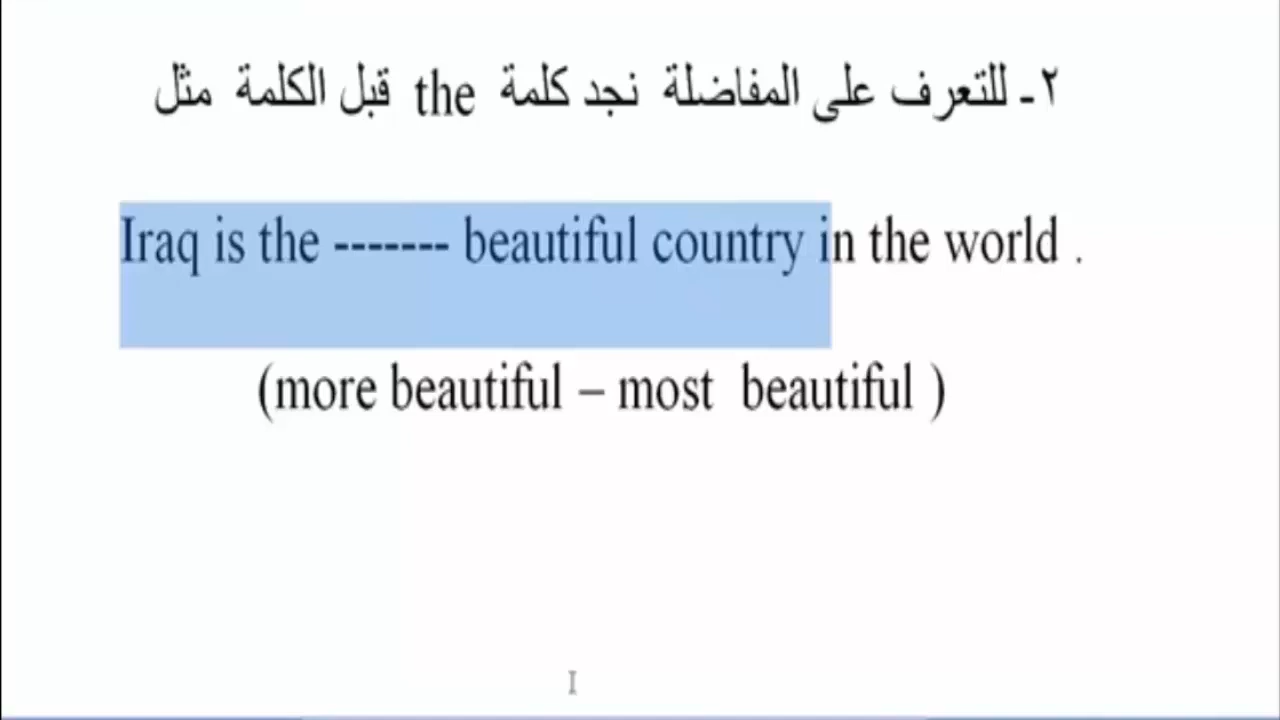 ٢- للتعرف على المفاضلة نجد كلمة the قبل الكلمة مثل
Iraq is the ------- beautiful country in the world .
(more beautiful – most beautiful )